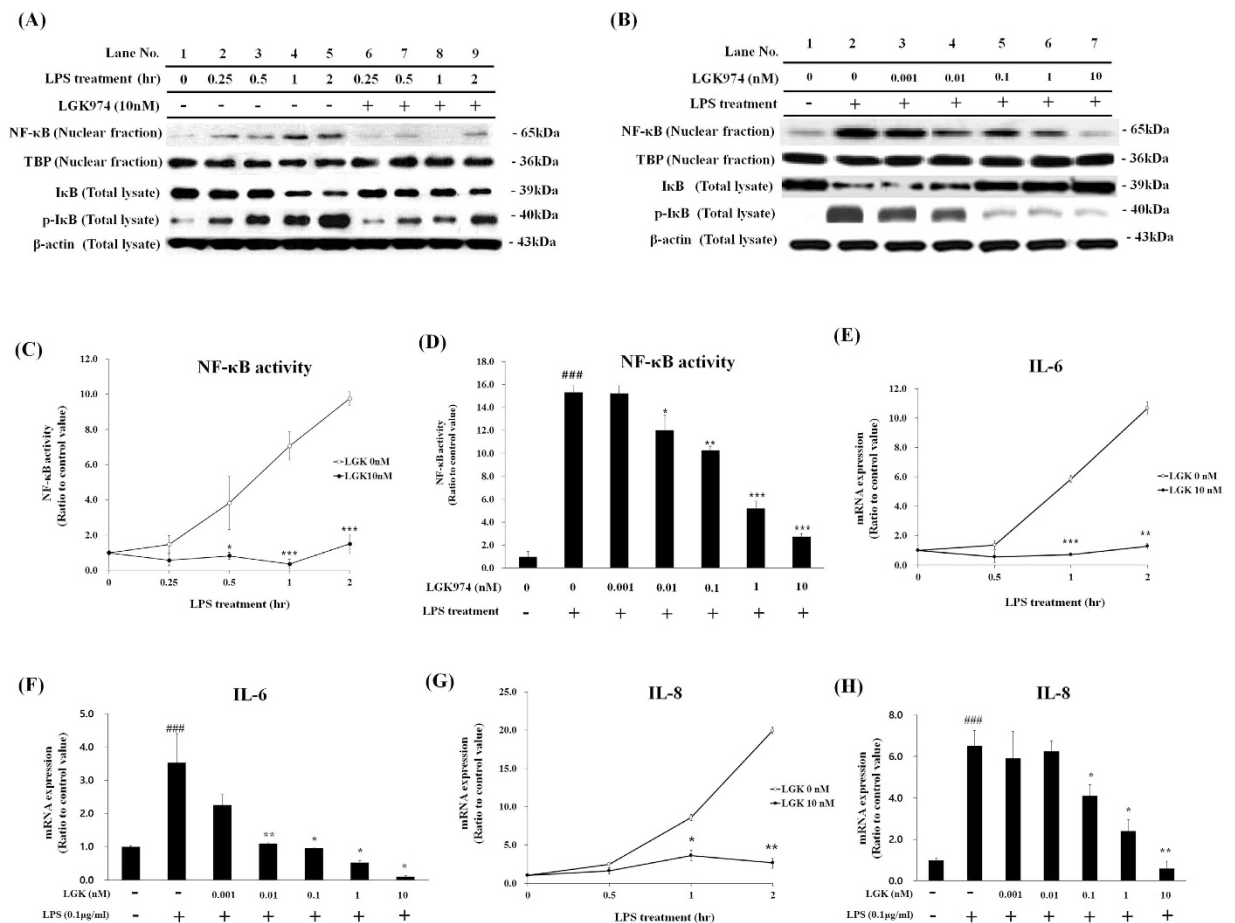 (A)
Lane No. 1 2 3 4 5 6 7 8 9
LPS treatment (hr) 0 0.25 0.5 1 2 0.25 0.5 1 2
LGK974 (10nM) - - - - - + + + +
NF-κB (Nuclear fraction) - 65kDa
TBP (Nuclear fraction) - 36kDa
IκB (Total lysate) - 39kDa
p-IκB (Total lysate) - 40kDa
β-actin (Total lysate) - 43kDa
(B)
Lane No. 1 2 3 4 5 6 7
LGK974 (nM) 0 0 0.001 0.01 0.1 1 10
LPS treatment - + + + + + +
NF-κB (Nuclear fraction) - 65kDa
TBP (Nuclear fraction) - 36kDa
IκB (Total lysate) - 39kDa
p-IκB (Total lysate) - 40kDa
β-actin (Total lysate) - 43kDa
(C)
NF-κB activity
NF-κB activity
(Ratio to control value)
12.0
10.0
8.0
6.0
4.0
2.0
0.0
LGK 0nM
LGK10nM
* *** ***
0 0.25 0.5 1 2
LPS treatment (hr)
(D)
NF-κB activity
NF-κB activity
(Ratio to control value)
18.0
16.0
14.0
12.0
10.0
8.0
6.0
4.0
2.0
0.0
### * ** *** ***
LGK974 (nM) 0 0 0.001 0.01 0.1 1 10
LPS treatment - + + + + + +
(E)
IL-6
mRNA expression
(Ratio to control value)
12.0
10.0
8.0
6.0
4.0
2.0
0.0
LGK 0 nM
LGK 10 nM
*** **
0 0.5 1 2
LPS treatment (hr)
(F)
IL-6
mRNA expression
(Ratio to control value)
5.0
4.0
3.0
2.0
1.0
0.0
### ** * * *
LGK (nM) - - 0.001 0.01 0.1 1 10
LPS (0.1μg/ml) - + + + + + +
(G)
IL-8
mRNA expression
(Ratio to control value)
25.0
20.0
15.0
10.0
5.0
0.0
LGK 0 nM
LGK 10 nM
* **
0 0.5 1 2
LPS treatment (hr)
(H)
IL-8
mRNA expression
(Ratio to control value)
8.0
6.0
4.0
2.0
0.0
### * * **
LGK (nM) - - 0.001 0.01 0.1 1 10
LPS (0.1μg/ml) - + + + + + +